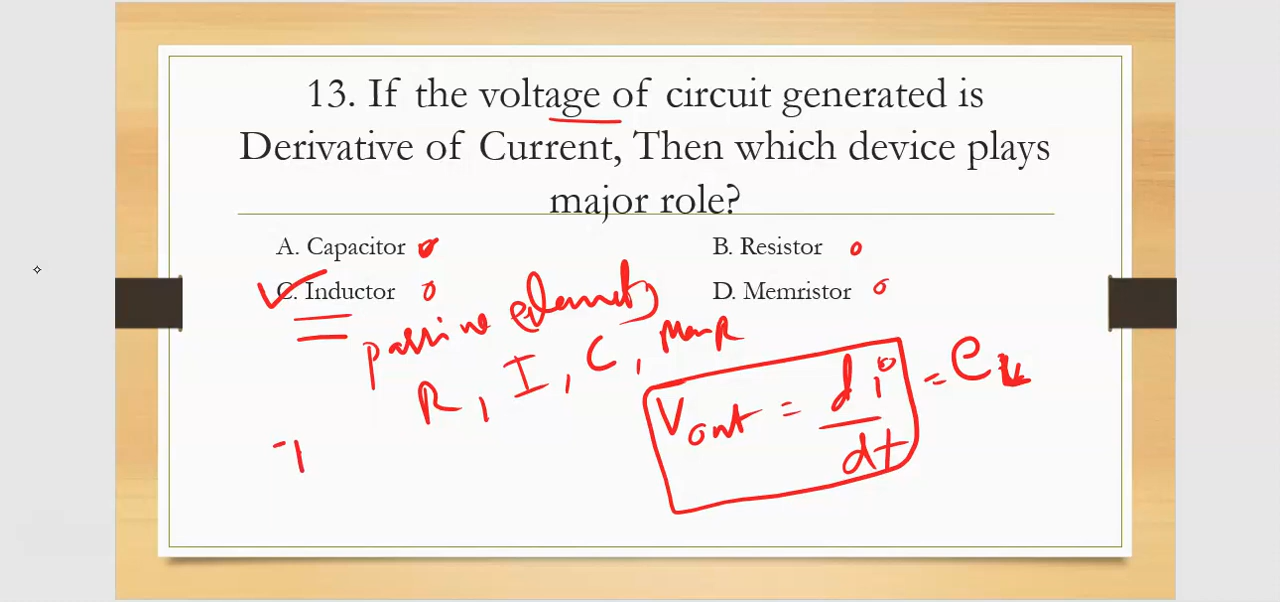 13. If the voltage of circuit generated is
Derivative of Current, Then which device plays
major role?
A. Capacitor
B. Resistor
C. Inductor
D. Memristor
passive elements
R, I, C, MemR
Vout = di/dt = e